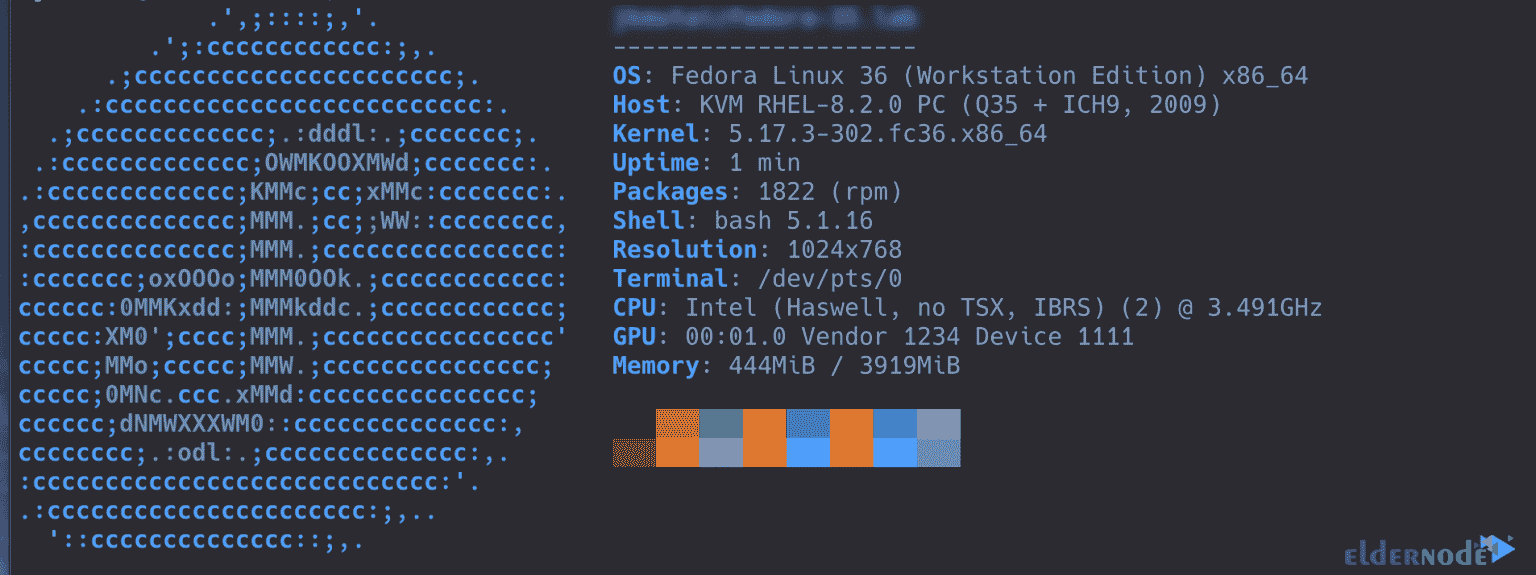 .',;::::;,'.
.';:cccccccccccc:;,.
.;cccccccccccccccccccccc;.
.:cccccccccccccccccccccccccc:.
.;ccccccccccccc;.:dddl:.;ccccccc;.
.:ccccccccccccc;OWMKOOXMWd;ccccccc:.
.:ccccccccccccc;KMMc;cc;xMMc:ccccccc:.
,cccccccccccccc;MMM.;cc;;WW::cccccccc,
:cccccccccccccc;MMM.;cccccccccccccccc:
:ccccccc;oxOOOo;MMM0OOk.;cccccccccccc:
cccccc:0MMKxdd:;MMMkddc.;cccccccccccc;
ccccc:XM0';cccc;MMM.;cccccccccccccccc'
ccccc;MMo;ccccc;MMW.;ccccccccccccccc;
ccccc;0MNc.ccc.xMMd:ccccccccccccccc;
cccccc;dNMWXXXWM0::cccccccccccccc:,
cccccccc;.:odl:.;cccccccccccccc:,.
:cccccccccccccccccccccccccccc:'.
.:cccccccccccccccccccccc:;,..
'::cccccccccccccc::;,.
---------------------
OS: Fedora Linux 36 (Workstation Edition) x86_64
Host: KVM RHEL-8.2.0 PC (Q35 + ICH9, 2009)
Kernel: 5.17.3-302.fc36.x86_64
Uptime: 1 min
Packages: 1822 (rpm)
Shell: bash 5.1.16
Resolution: 1024x768
Terminal: /dev/pts/0
CPU: Intel (Haswell, no TSX, IBRS) (2) @ 3.491GHz
GPU: 00:01.0 Vendor 1234 Device 1111
Memory: 444MiB / 3919MiB
eldernode